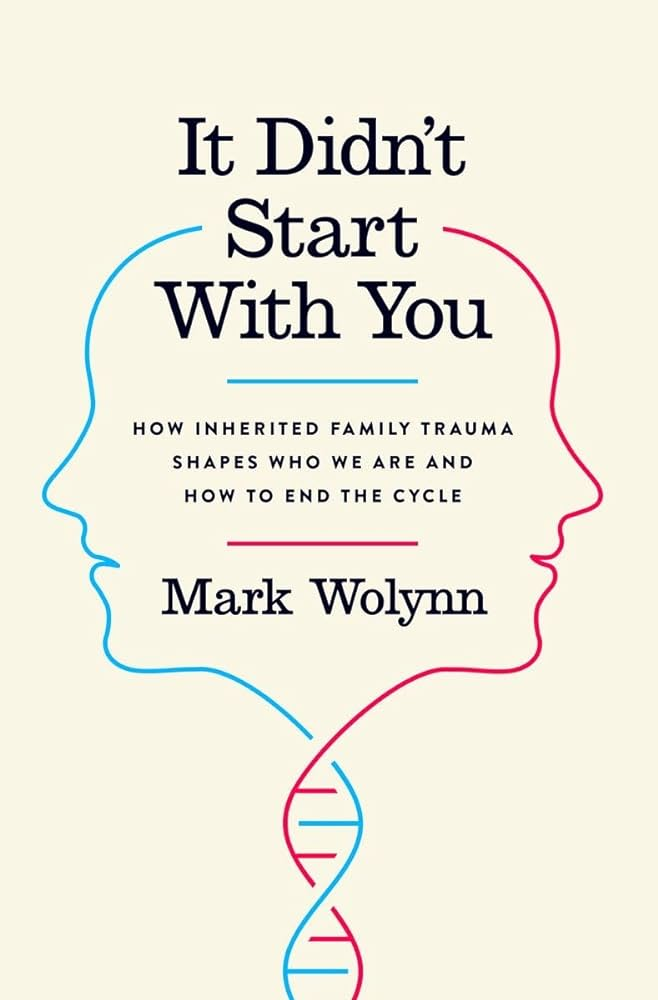 It Didn't
Start
With You
HOW INHERITED FAMILY TRAUMA
SHAPES WHO WE ARE AND
HOW TO END THE CYCLE
Mark Wolynn